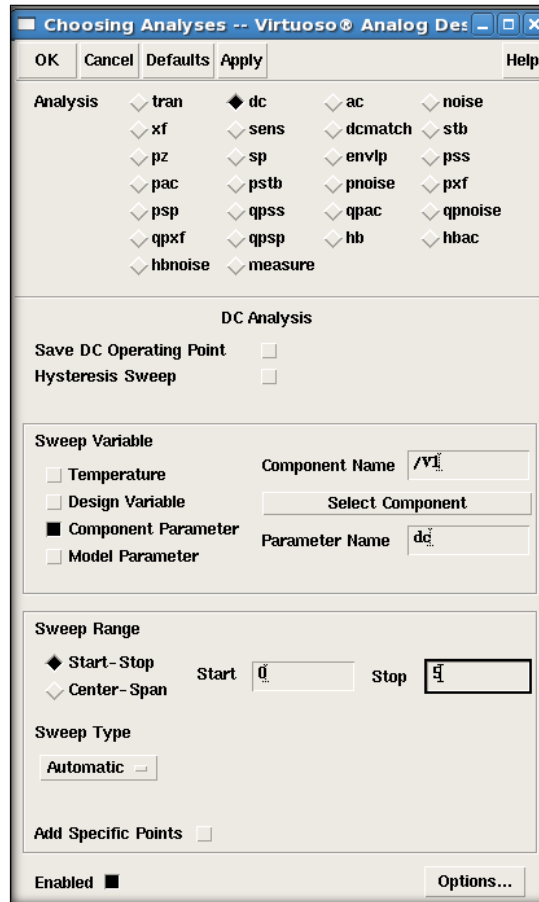 Choosing Analyses -- Virtuoso® Analog Des
OK Cancel Defaults Apply Help
Analysis tran dc ac noise
xf sens dcmatch stb
pz sp envlp pss
pac pstb pnoise pxf
psp qpss qpac qpnoise
qpxf qpsp hb hbac
hbnoise measure
DC Analysis
Save DC Operating Point
Hysteresis Sweep
Sweep Variable
Temperature
Design Variable
Component Parameter
Model Parameter
Component Name /V1
Select Component
Parameter Name dc
Sweep Range
Start-Stop
Center-Span
Start 0 Stop 5
Sweep Type
Automatic
Add Specific Points
Enabled Options...